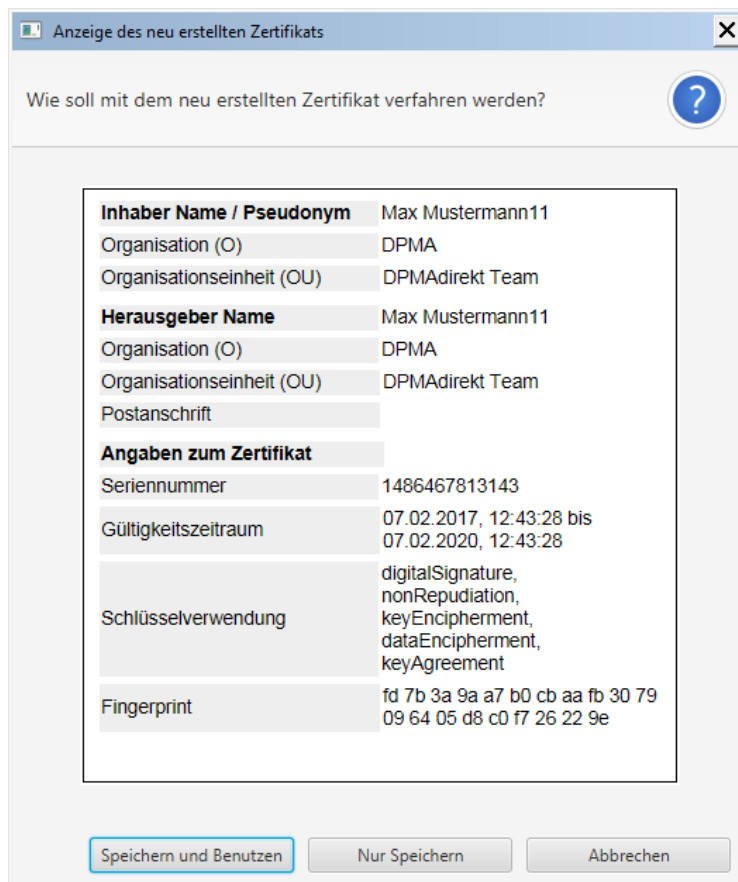 Anzeige des neu erstellten Zertifikats
Wie soll mit dem neu erstellten Zertifikat verfahren werden?
?
Inhaber Name / Pseudonym Max Mustermann11
Organisation (O) DPMA
Organisationseinheit (OU) DPMAdirekt Team
Herausgeber Name Max Mustermann11
Organisation (O) DPMA
Organisationseinheit (OU) DPMAdirekt Team
Postanschrift
Angaben zum Zertifikat
Seriennummer 1486467813143
Gültigkeitszeitraum 07.02.2017, 12:43:28 bis
07.02.2020, 12:43:28
Schlüsselverwendung digitalSignature,
nonRepudiation,
keyEncipherment,
dataEncipherment,
keyAgreement
Fingerprint fd 7b 3a 9a a7 b0 cb aa fb 30 79
09 64 05 d8 c0 f7 26 22 9e
Speichern und Benutzen Nur Speichern Abbrechen